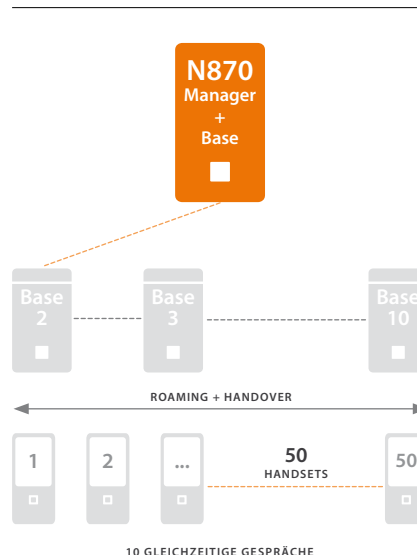 N870
Manager
+
Base
Base Base Base
2 3 10
ROAMING + HANDOVER
1 2 ... 50 50
HANDSETS
10 GLEICHZEITIGE GESPRÄCHE